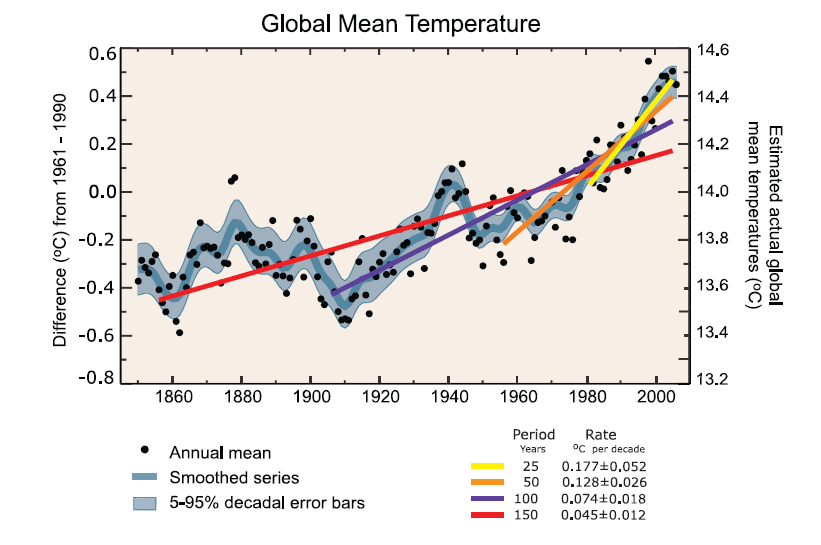 Global Mean Temperature
Difference (ºC) from 1961 - 1990
0.6
0.4
0.2
0.0
-0.2
-0.4
-0.6
-0.8
14.6
14.4
14.2
14.0
13.8
13.6
13.4
13.2
Estimated actual global
mean temperatures (ºC)
1860 1880 1900 1920 1940 1960 1980 2000
Annual mean
Smoothed series
5-95% decadal error bars
Period Rate
Years ºC per decade
25 0.177±0.052
50 0.128±0.026
100 0.074±0.018
150 0.045±0.012